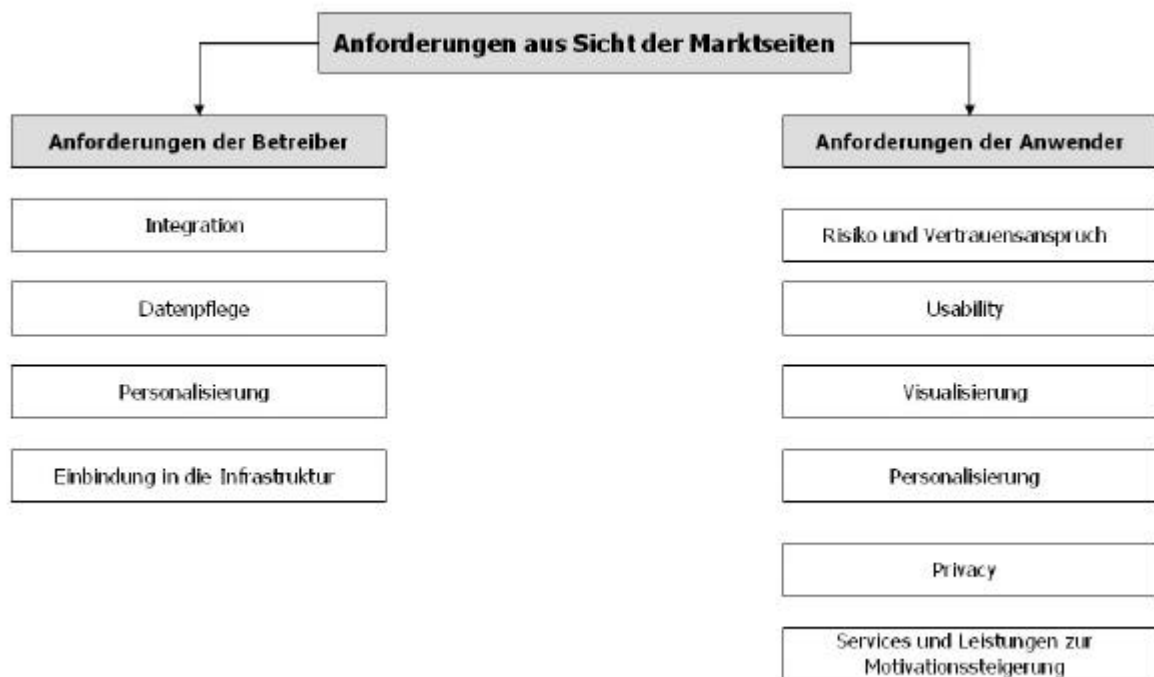 Anforderungen aus Sicht der Marktseiten
Anforderungen der Betreiber
Integration
Datenpflege
Personalisierung
Einbindung in die Infrastruktur
Anforderungen der Anwender
Risiko und Vertrauensanspruch
Usability
Visualisierung
Personalisierung
Privacy
Services und Leistungen zur
Motivationssteigerung